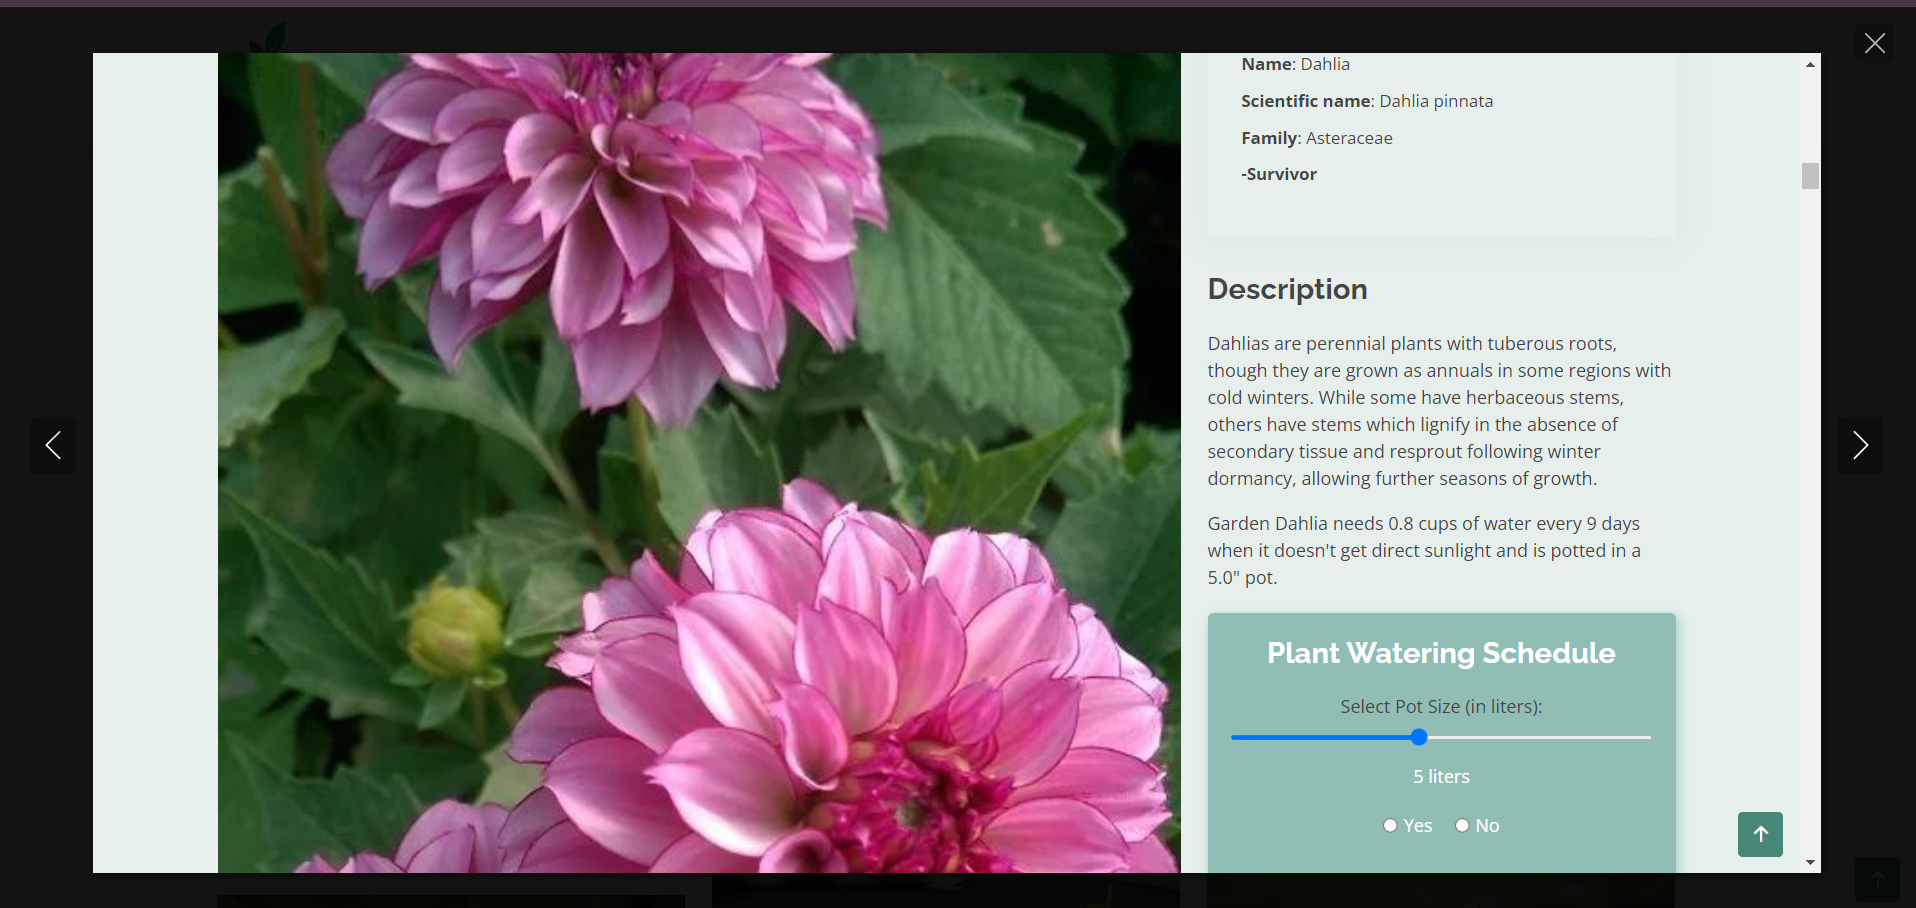 Name: Dahlia
Scientific name: Dahlia pinnata
Family: Asteraceae
-Survivor
Description
Dahlias are perennial plants with tuberous roots,
though they are grown as annuals in some regions with
cold winters. While some have herbaceous stems,
others have stems which lignify in the absence of
secondary tissue and resprout following winter
dormancy, allowing further seasons of growth.
Garden Dahlia needs 0.8 cups of water every 9 days
when it doesn't get direct sunlight and is potted in a
5.0" pot.
Plant Watering Schedule
Select Pot Size (in liters):
5 liters
Yes No